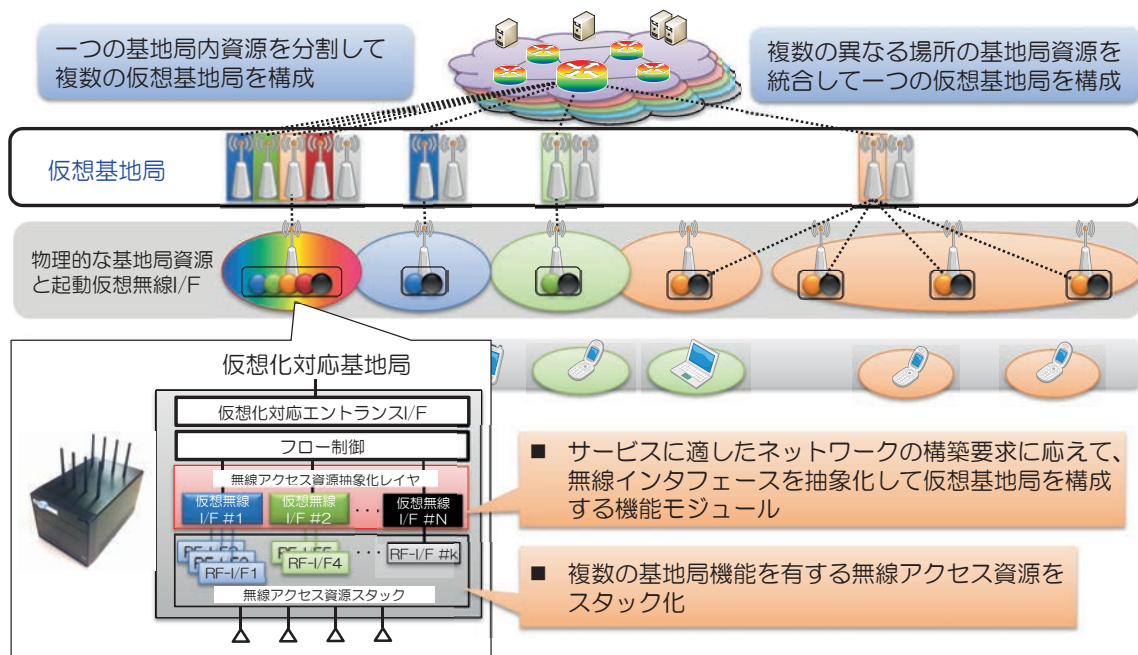 一つの基地局内資源を分割して
複数の仮想基地局を構成
複数の異なる場所の基地局資源を
統合して一つの仮想基地局を構成
仮想基地局
物理的な基地局資源
と起動仮想無線I/F
仮想化対応基地局
仮想化対応エントランスI/F
フロー制御
無線アクセス資源抽象化レイヤ
仮想無線
I/F #1
仮想無線
I/F #2
・・・
仮想無線
I/F #N
RF-I/F1
RF-I/F4
・・・
RF-I/F #k
無線アクセス資源スタック
■ サービスに適したネットワークの構築要求に応えて、
無線インタフェースを抽象化して仮想基地局を構成
する機能モジュール
■ 複数の基地局機能を有する無線アクセス資源を
スタック化